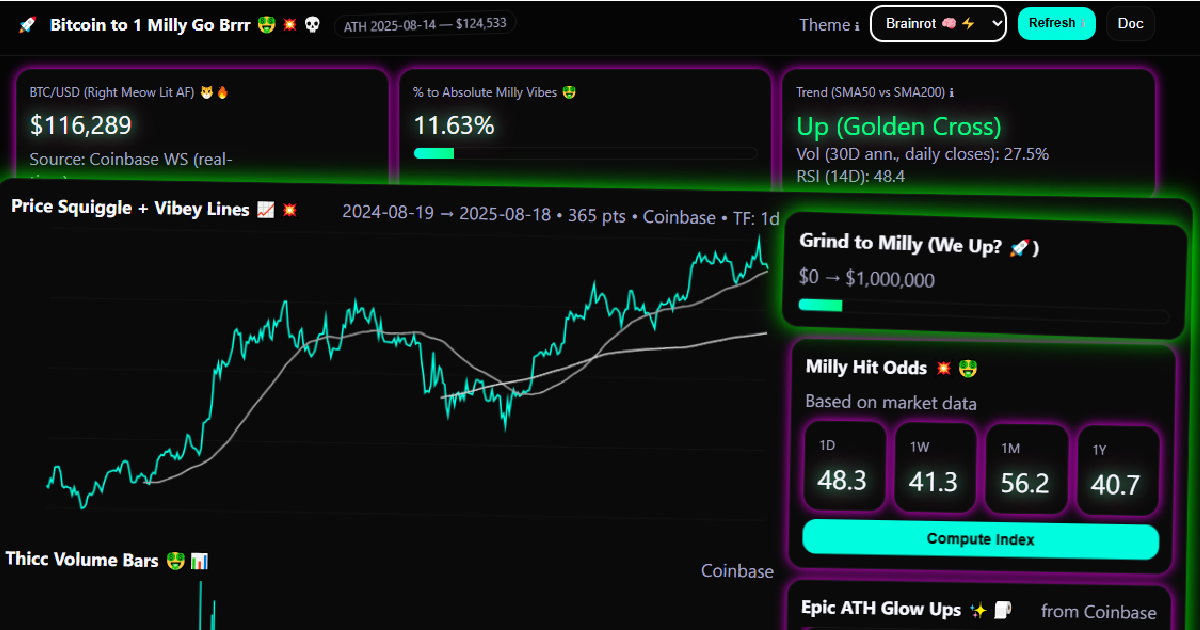 🚀 Bitcoin to 1 Milly Go Brrr 🤑 💥 💀
ATH 2025-08-14 — $124,533
Theme ℹ
Brainrot 🧠 ⚡
Refresh
Doc
BTC/USD (Right Meow Lit AF) 😼🔥
$116,289
Source: Coinbase WS (real-
% to Absolute Milly Vibes 🤑
11.63%
Trend (SMA50 vs SMA200) ℹ
Up (Golden Cross)
Vol (30D ann., daily closes): 27.5%
RSI (14D): 48.4
Price Squiggle + Vibey Lines 📈 💥
2024-08-19 → 2025-08-18 • 365 pts • Coinbase • TF: 1d
Grind to Milly (We Up? 🚀 )
$0 → $1,000,000
Milly Hit Odds 💥 🤑
Based on market data
1D
48.3
1W
41.3
1M
56.2
1Y
40.7
Compute Index
Thicc Volume Bars 🤑 📊
Coinbase
Epic ATH Glow Ups ✨ 🧻
from Coinbase